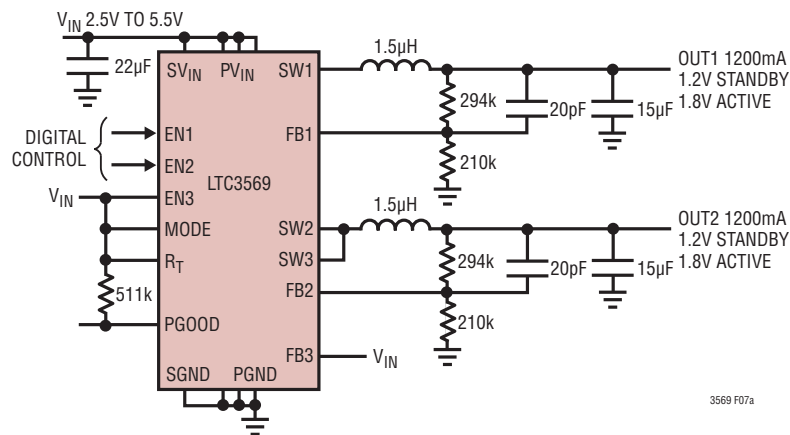 VIN 2.5V TO 5.5V
22µF
SVIN
PVIN
SW1
1.5µH
OUT1 1200mA
1.2V STANDBY
1.8V ACTIVE
294k
20pF
15µF
DIGITAL
CONTROL
EN1
FB1
EN2
210k
LTC3569
VIN
EN3
1.5µH
MODE
SW2
OUT2 1200mA
1.2V STANDBY
1.8V ACTIVE
RT
SW3
294k
20pF
15µF
511k
FB2
PGOOD
210k
FB3
VIN
SGND
PGND
3569 F07a